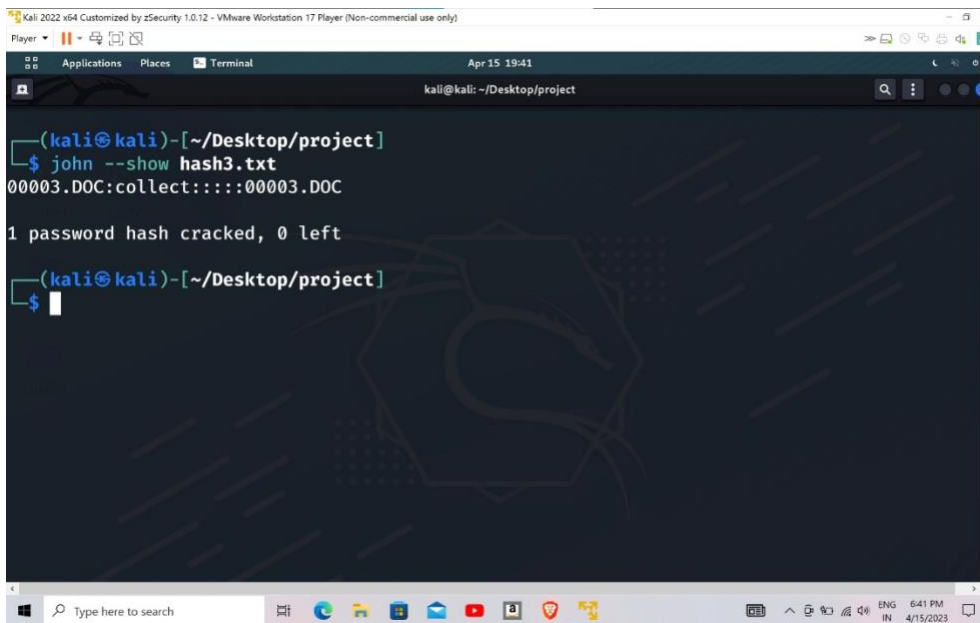 Kali 2022 x64 Customized by zSecurity 1.0.12 - VMware Workstation 17 Player (Non-commercial use only)
Player
Applications Places Terminal Apr 15 19:41
kali@kali: ~/Desktop/project
(kali㉿kali)-[~/Desktop/project]
$ john --show hash3.txt
00003.DOC:collect:::::00003.DOC
1 password hash cracked, 0 left
(kali㉿kali)-[~/Desktop/project]
$
Type here to search
ENG 6:41 PM
IN 4/15/2023